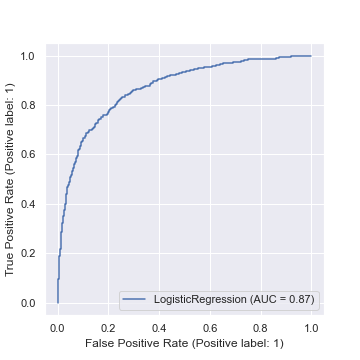 1.0
0.8
0.6
0.4
0.2
0.0
True Positive Rate (Positive label: 1)
LogisticRegression (AUC = 0.87)
0.0 0.2 0.4 0.6 0.8 1.0
False Positive Rate (Positive label: 1)